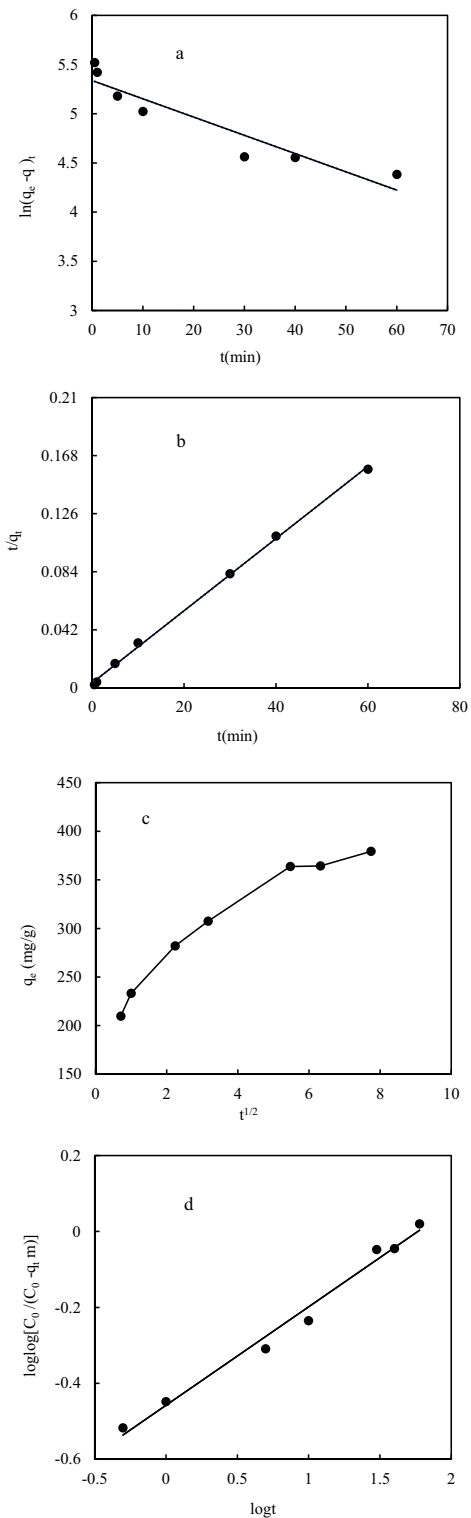 6
5.5
5
4.5
4
3.5
3
a
ln(qe -q )t
0 10 20 30 40 50 60 70
t(min)
0.21
0.168
0.126
0.084
0.042
0
b
t/qt
0 20 40 60 80
t(min)
450
400
350
300
250
200
150
c
qe (mg/g)
0 2 4 6 8 10
t1/2
0.2
0
-0.2
-0.4
-0.6
d
loglog[C0 /(C0 -qt m)]
-0.5 0 0.5 1 1.5 2
logt